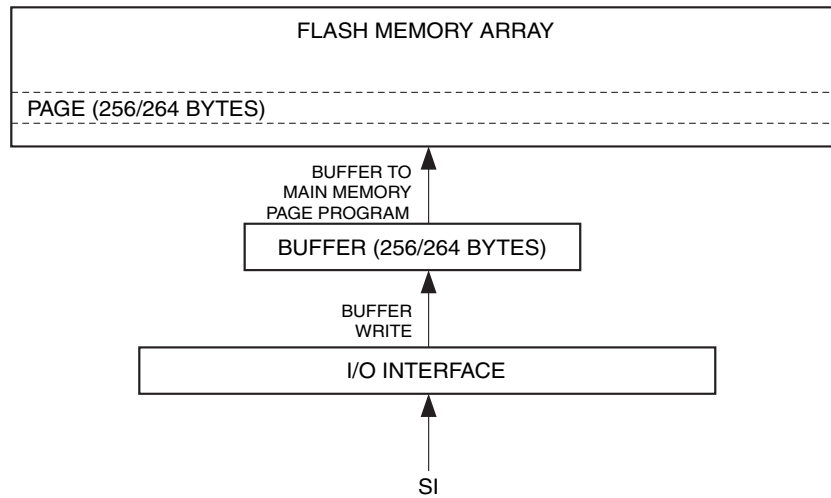 FLASH MEMORY ARRAY
PAGE (256/264 BYTES)
BUFFER TO
MAIN MEMORY
PAGE PROGRAM
BUFFER (256/264 BYTES)
BUFFER
WRITE
I/O INTERFACE
SI